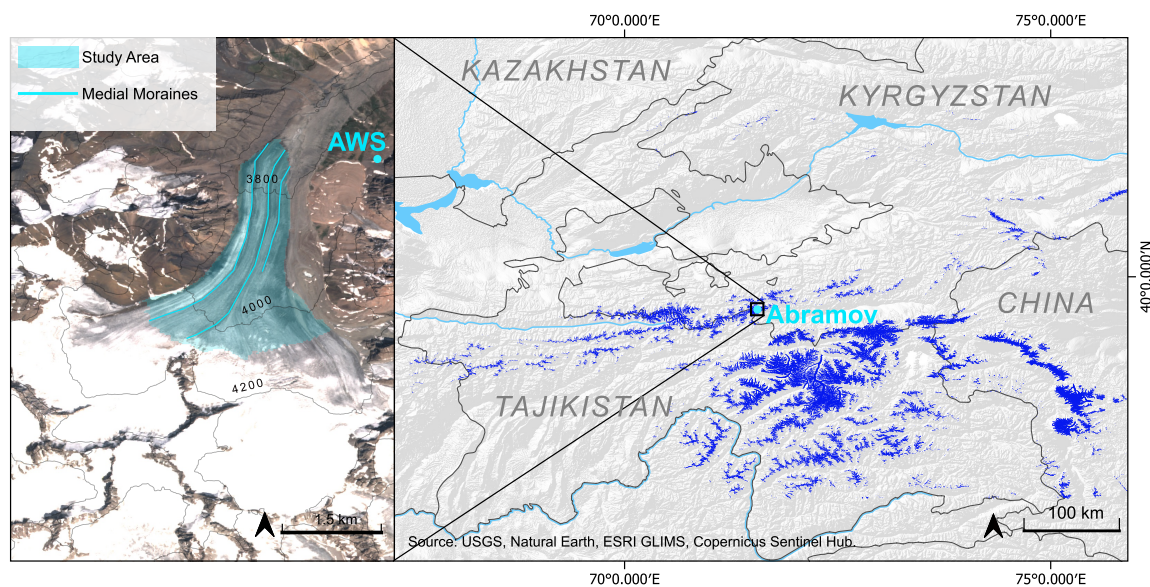 70°0.000′E 75°0.000′E
Study Area
Medial Moraines
AWS
3800
4000
4200
1.5 km
KAZAKHSTAN
KYRGYZSTAN
40°0.000′N
CHINA
Abramov
TAJIKISTAN
100 km
Source: USGS, Natural Earth, ESRI GLIMS, Copernicus Sentinel Hub
70°0.000′E 75°0.000′E